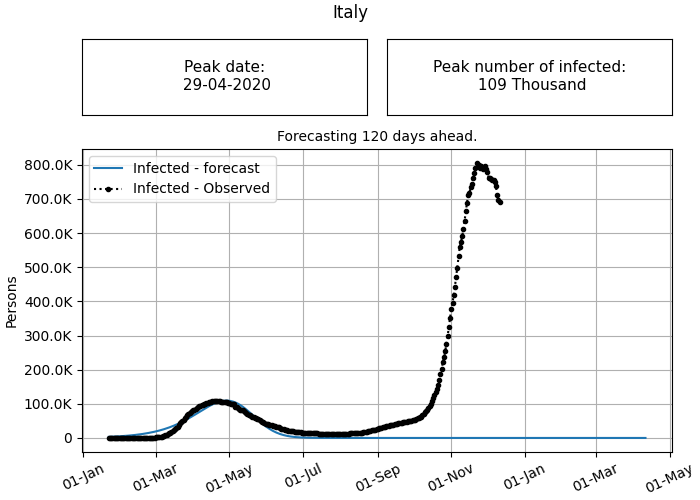 Italy
Peak date:
29-04-2020
Peak number of infected:
109 Thousand
Forecasting 120 days ahead.
Infected - forecast
Infected - Observed
800.0K
700.0K
600.0K
500.0K
400.0K
300.0K
200.0K
100.0K
0
Persons
01-Jan
01-Mar
01-May
01-Jul
01-Sep
01-Nov
01-Jan
01-Mar
01-May